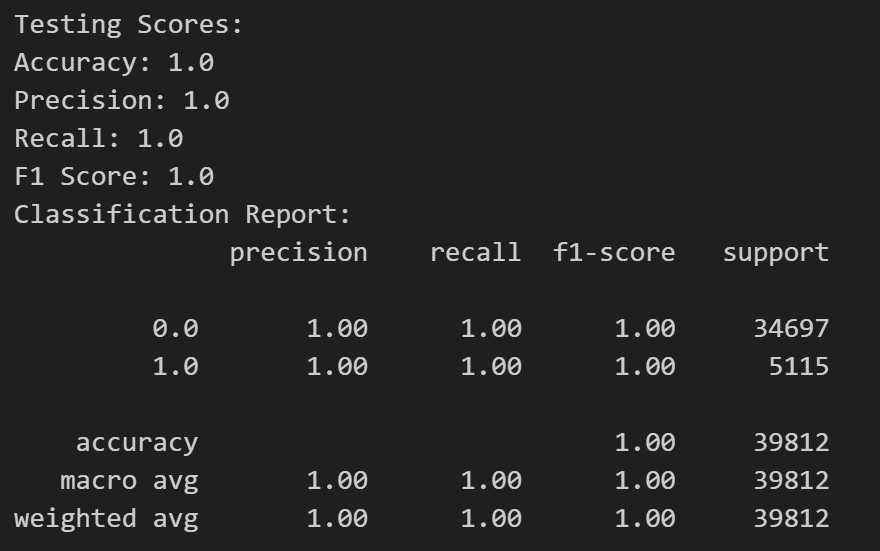 Testing Scores:
Accuracy: 1.0
Precision: 1.0
Recall: 1.0
F1 Score: 1.0
Classification Report:
              precision    recall  f1-score   support

         0.0       1.00      1.00      1.00     34697
         1.0       1.00      1.00      1.00      5115

    accuracy                           1.00     39812
   macro avg       1.00      1.00      1.00     39812
weighted avg       1.00      1.00      1.00     39812